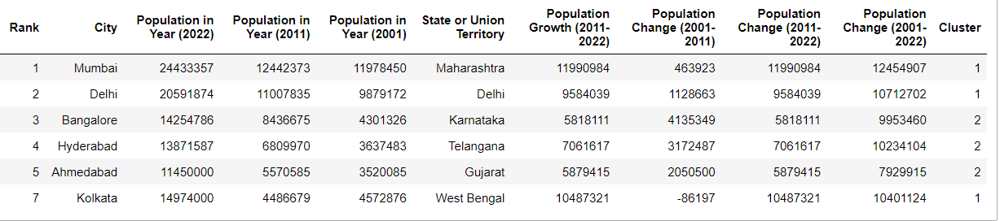 Rank City Population in Year (2022) Population in Year (2011) Population in Year (2001) State or Union Territory Population Growth (2011-2022) Population Change (2001-2011) Population Change (2011-2022) Population Change (2001-2022) Cluster
1 Mumbai 24433357 12442373 11978450 Maharashtra 11990984 463923 11990984 12454907 1
2 Delhi 20591874 11007835 9879172 Delhi 9584039 1128663 9584039 10712702 1
3 Bangalore 14254786 8436675 4301326 Karnataka 5818111 4135349 5818111 9953460 2
4 Hyderabad 13871587 6809970 3637483 Telangana 7061617 3172487 7061617 10234104 2
5 Ahmedabad 11450000 5570585 3520085 Gujarat 5879415 2050500 5879415 7929915 2
7 Kolkata 14974000 4486679 4572876 West Bengal 10487321 -86197 10487321 10401124 1